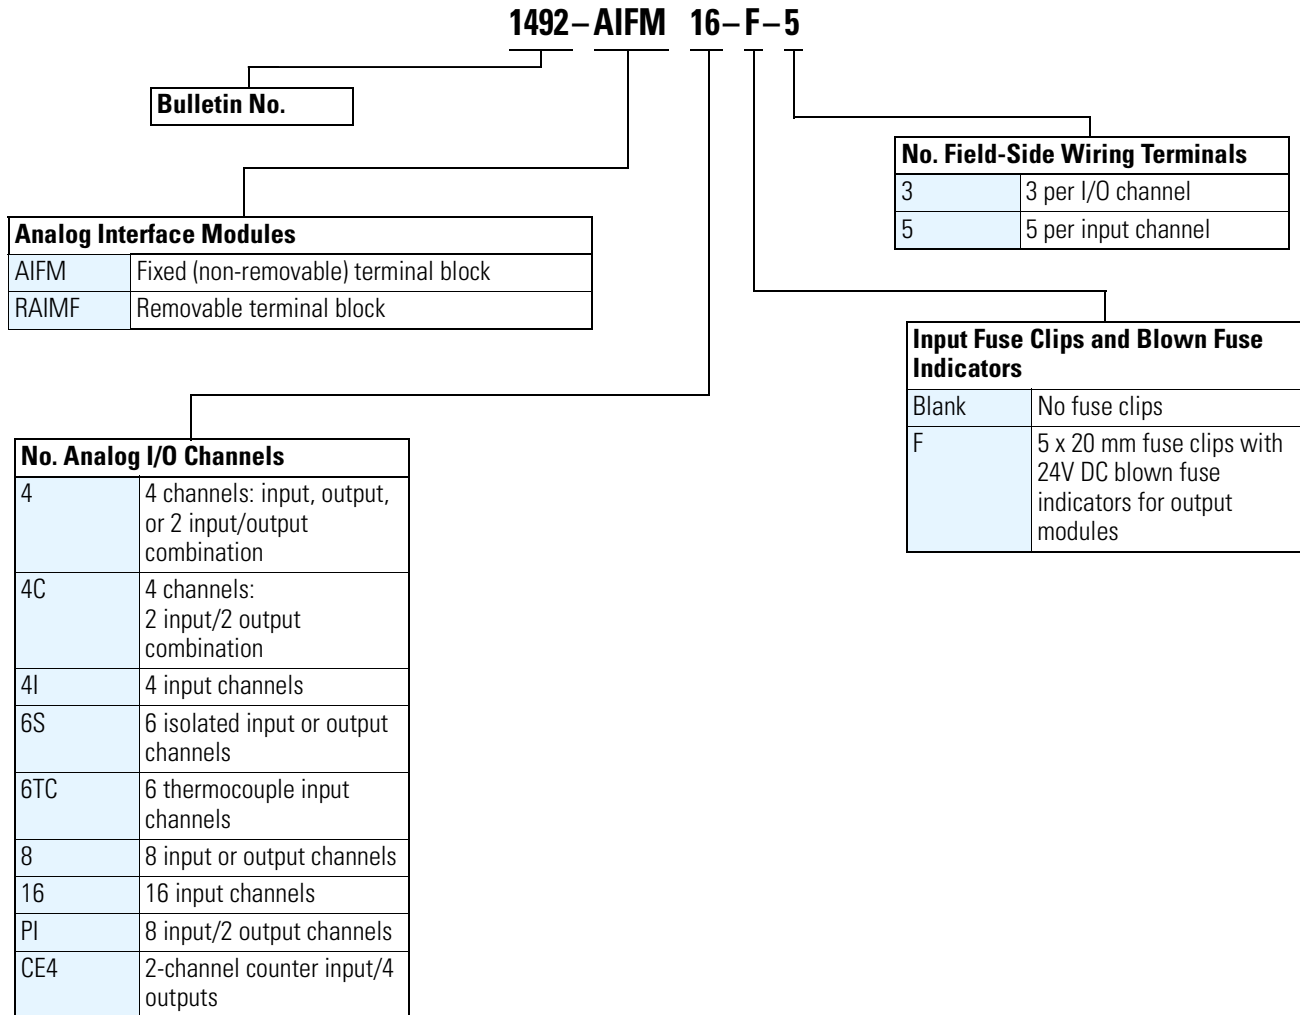 1492–AIFM 16–F–5
Bulletin No.
No. Field-Side Wiring Terminals
3 3 per I/O channel
5 5 per input channel
Analog Interface Modules
AIFM Fixed (non-removable) terminal block
RAIMF Removable terminal block
Input Fuse Clips and Blown Fuse
Indicators
Blank No fuse clips
F 5 x 20 mm fuse clips with
24V DC blown fuse
indicators for output
modules
No. Analog I/O Channels
4 4 channels: input, output,
or 2 input/output
combination
4C 4 channels:
2 input/2 output
combination
4I 4 input channels
6S 6 isolated input or output
channels
6TC 6 thermocouple input
channels
8 8 input or output channels
16 16 input channels
PI 8 input/2 output channels
CE4 2-channel counter input/4
outputs